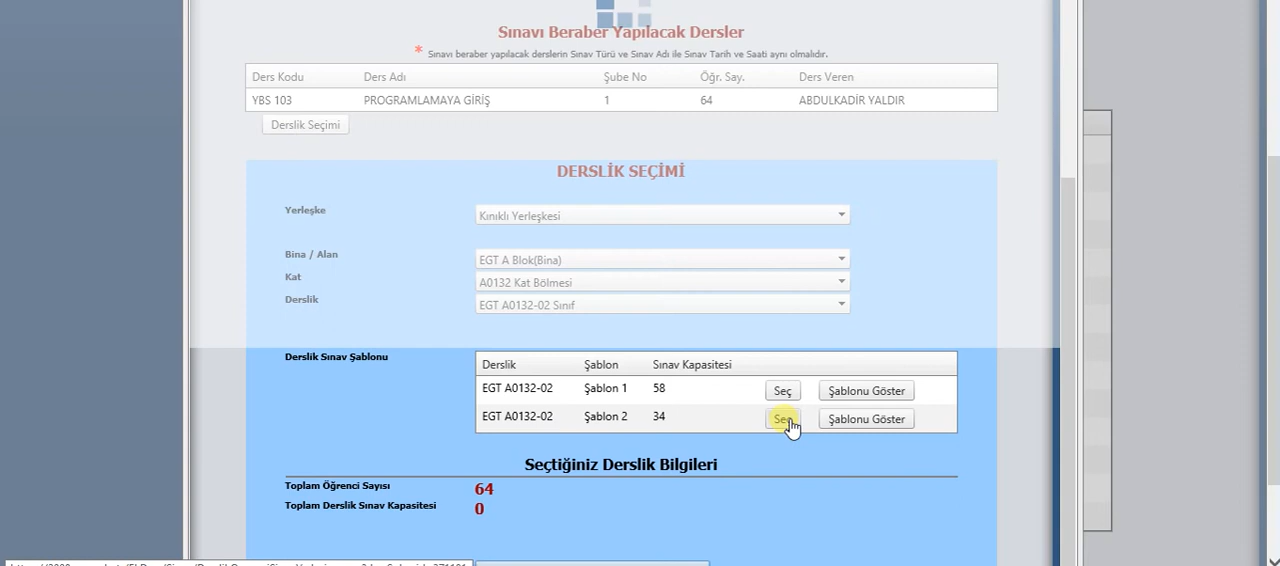 Sınavı Beraber Yapılacak Dersler
* Sınavı beraber yapılacak derslerin Sınav Türü ve Sınav Adı ile Sınav Tarih ve Saati aynı olmalıdır.
Ders Kodu Ders Adı Şube No Öğr. Say. Ders Veren
YBS 103 PROGRAMLAMAYA GİRİŞ 1 64 ABDULKADİR YALDIR
Derslik Seçimi
DERSLİK SEÇİMİ
Yerleşke Kınıklı Yerleşkesi
Bina / Alan EGT A Blok(Bina)
Kat A0132 Kat Bölmesi
Derslik EGT A0132-02 Sınıf
Derslik Sınav Şablonu
Derslik Şablon Sınav Kapasitesi
EGT A0132-02 Şablon 1 58 Seç Şablonu Göster
EGT A0132-02 Şablon 2 34 Seç Şablonu Göster
Seçtiğiniz Derslik Bilgileri
Toplam Öğrenci Sayısı 64
Toplam Derslik Sınav Kapasitesi 0